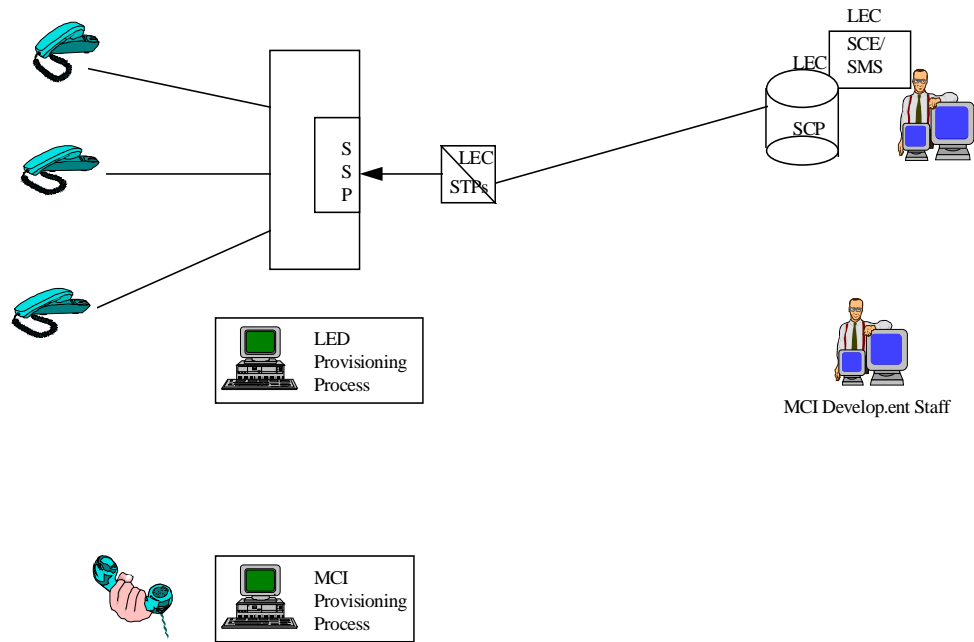 LEC
SCE/
SMS
LEC
SCP
S
S
P
LEC
STPs
LED
Provisioning
Process
MCI Develop.ent Staff
MCI
Provisioning
Process